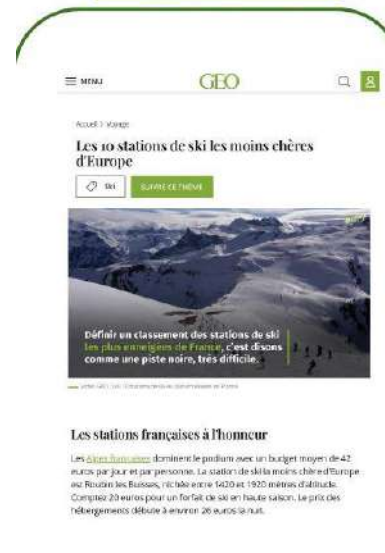 MENU
GEO
Accueil > Voyage
Les 10 stations de ski les moins chères
d'Europe
Ski
SUIVRE CE THÈME
Définir un classement des stations de ski
les plus enneigées de France, c'est disons
comme une piste noire, très difficile.
Les stations françaises à l'honneur
Les Alpes françaises dominent le podium avec un budget moyen de 42
euros par jour et par personne. La station de ski la moins chère d'Europe
est Roubion les Buisses, nichée entre 1420 et 1920 mètres d'altitude.
Comptez 20 euros pour un forfait de ski en haute saison. Le prix des
hébergements débute à environ 26 euros la nuit.